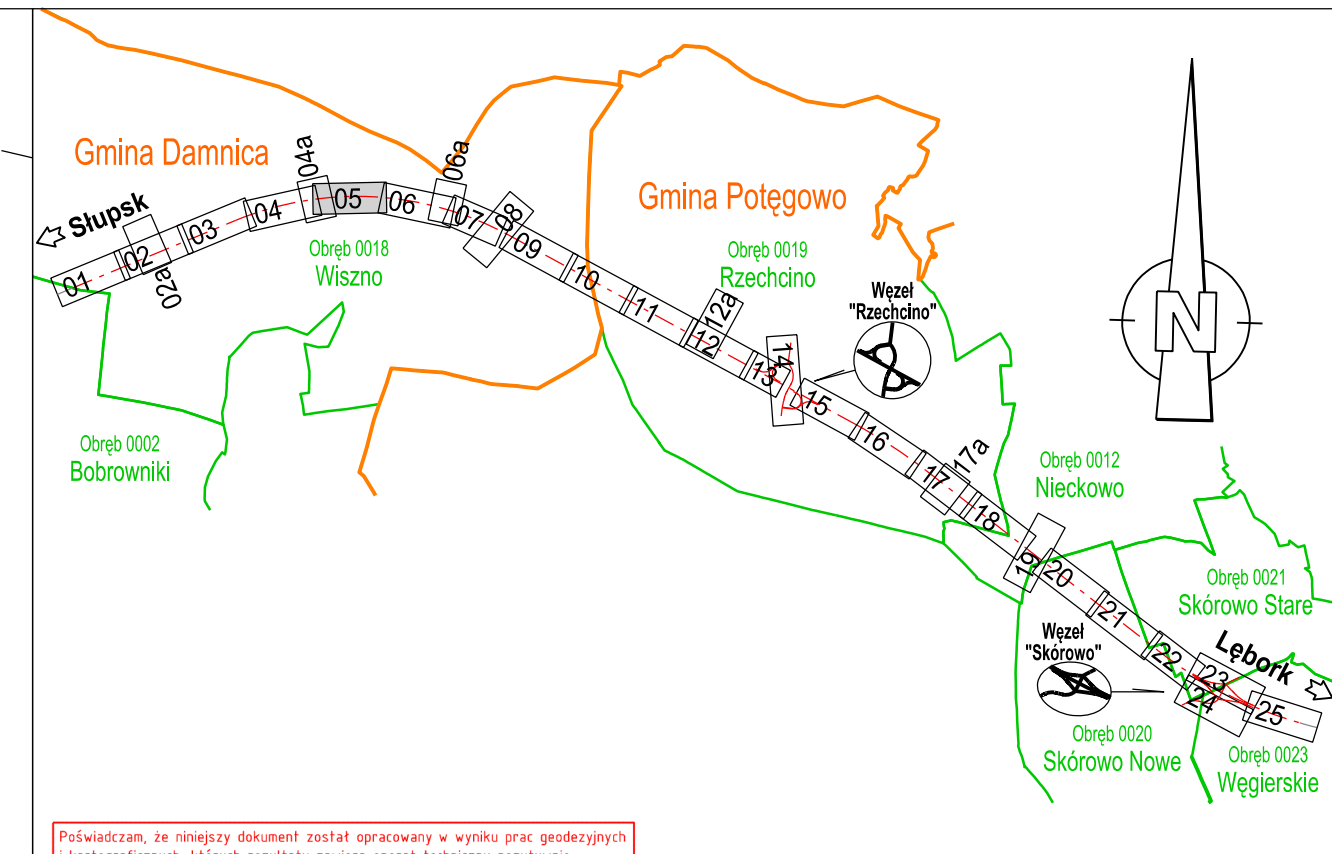 Gmina Damnica
04a
06a
Słupsk
01
02
02a
03
04
05
06
07
08
09
10
11
12
12a
13
14
15
16
17
17a
18
19
20
21
22
23
24
25
Obręb 0018
Wiszno
Gmina Potęgowo
Obręb 0019
Rzechcino
Węzeł
"Rzechcino"
Obręb 0002
Bobrowniki
Obręb 0012
Nieckowo
Obręb 0021
Skórowo Stare
Węzeł
"Skórowo"
Lębork
Obręb 0020
Skórowo Nowe
Obręb 0023
Węgierskie
N
Poświadczam, że niniejszy dokument został opracowany w wyniku prac geodezyjnych